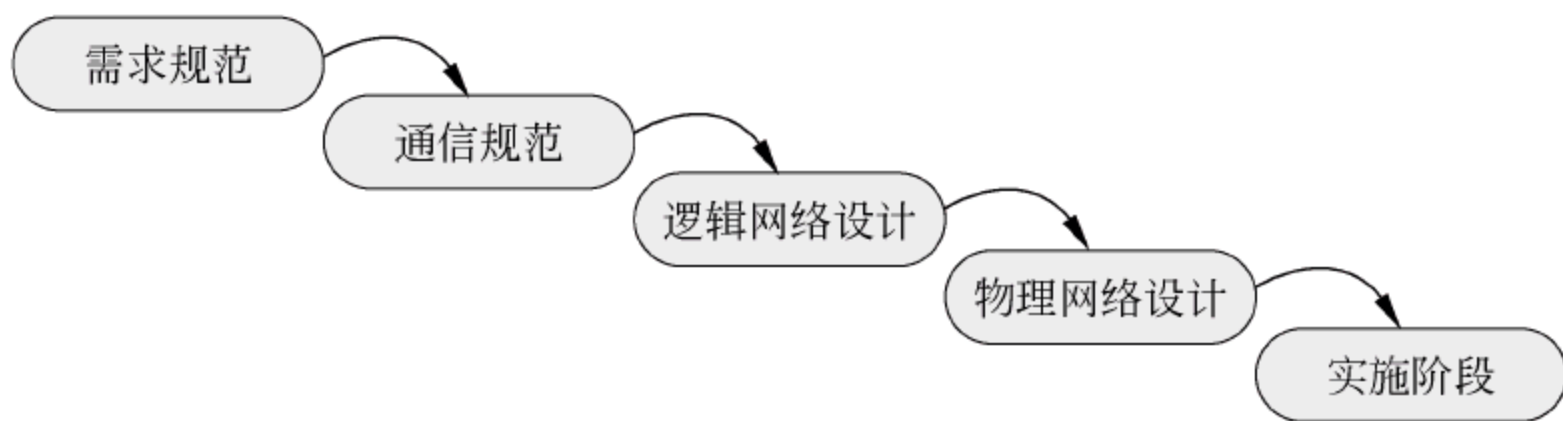 需求规范
通信规范
逻辑网络设计
物理网络设计
实施阶段